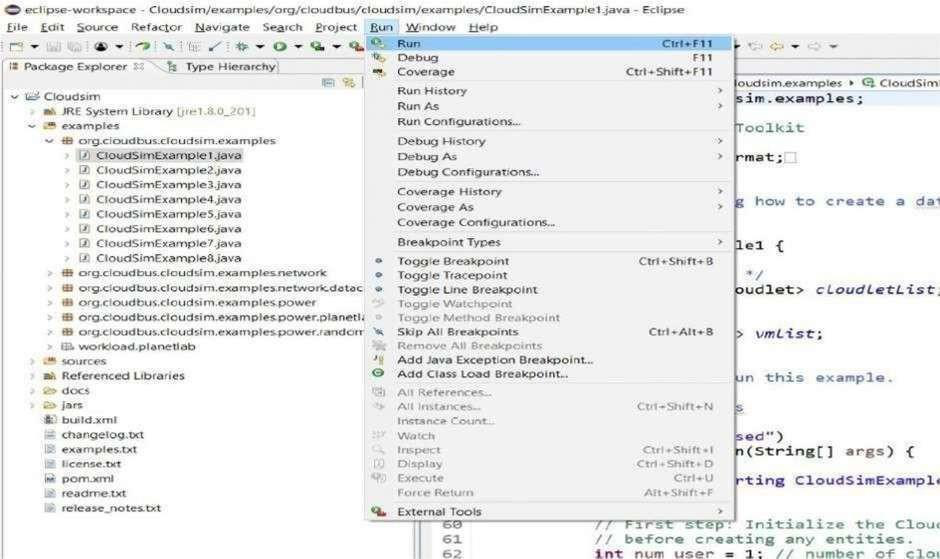 eclipse-workspace - Cloudsim/examples/org/cloudbus/cloudsim/examples/CloudSimExample1.java - Eclipse
File Edit Source Refactor Navigate Search Project Run Window Help
Package Explorer Type Hierarchy
Cloudsim
JRE System Library [jre1.8.0_201]
examples
org.cloudbus.cloudsim.examples
CloudSimExample1.java
CloudSimExample2.java
CloudSimExample3.java
CloudSimExample4.java
CloudSimExample5.java
CloudSimExample6.java
CloudSimExample7.java
CloudSimExample8.java
org.cloudbus.cloudsim.examples.network
org.cloudbus.cloudsim.examples.network.datac
org.cloudbus.cloudsim.examples.power
org.cloudbus.cloudsim.examples.power.planetla
org.cloudbus.cloudsim.examples.power.random
workload.planetlab
sources
Referenced Libraries
docs
jars
build.xml
changelog.txt
examples.txt
license.txt
pom.xml
readme.txt
release_notes.txt
Run Ctrl+F11
Debug F11
Coverage Ctrl+Shift+F11
Run History
Run As
Run Configurations...
Debug History
Debug As
Debug Configurations...
Coverage History
Coverage As
Coverage Configurations...
Breakpoint Types
Toggle Breakpoint Ctrl+Shift+B
Toggle Tracepoint
Toggle Line Breakpoint
Toggle Watchpoint
Toggle Method Breakpoint
Skip All Breakpoints Ctrl+Alt+B
Remove All Breakpoints
Add Java Exception Breakpoint...
Add Class Load Breakpoint...
All References...
All Instances... Ctrl+Shift+N
Instance Count...
Watch
Inspect Ctrl+Shift+I
Display Ctrl+Shift+D
Execute Ctrl+U
Force Return Alt+Shift+F
External Tools
oudsim.examples CloudSim
sim.examples;
Toolkit
rmat;
g how to create a dat
le1 {
*/
oudlet> cloudletList;
> vmList;
un this example.
s
sed")
n(String[] args) {
rting CloudSimExample
60 // First step: Initialize the Clou
61 // before creating any entities.
62 int num_user = 1; // number of clou